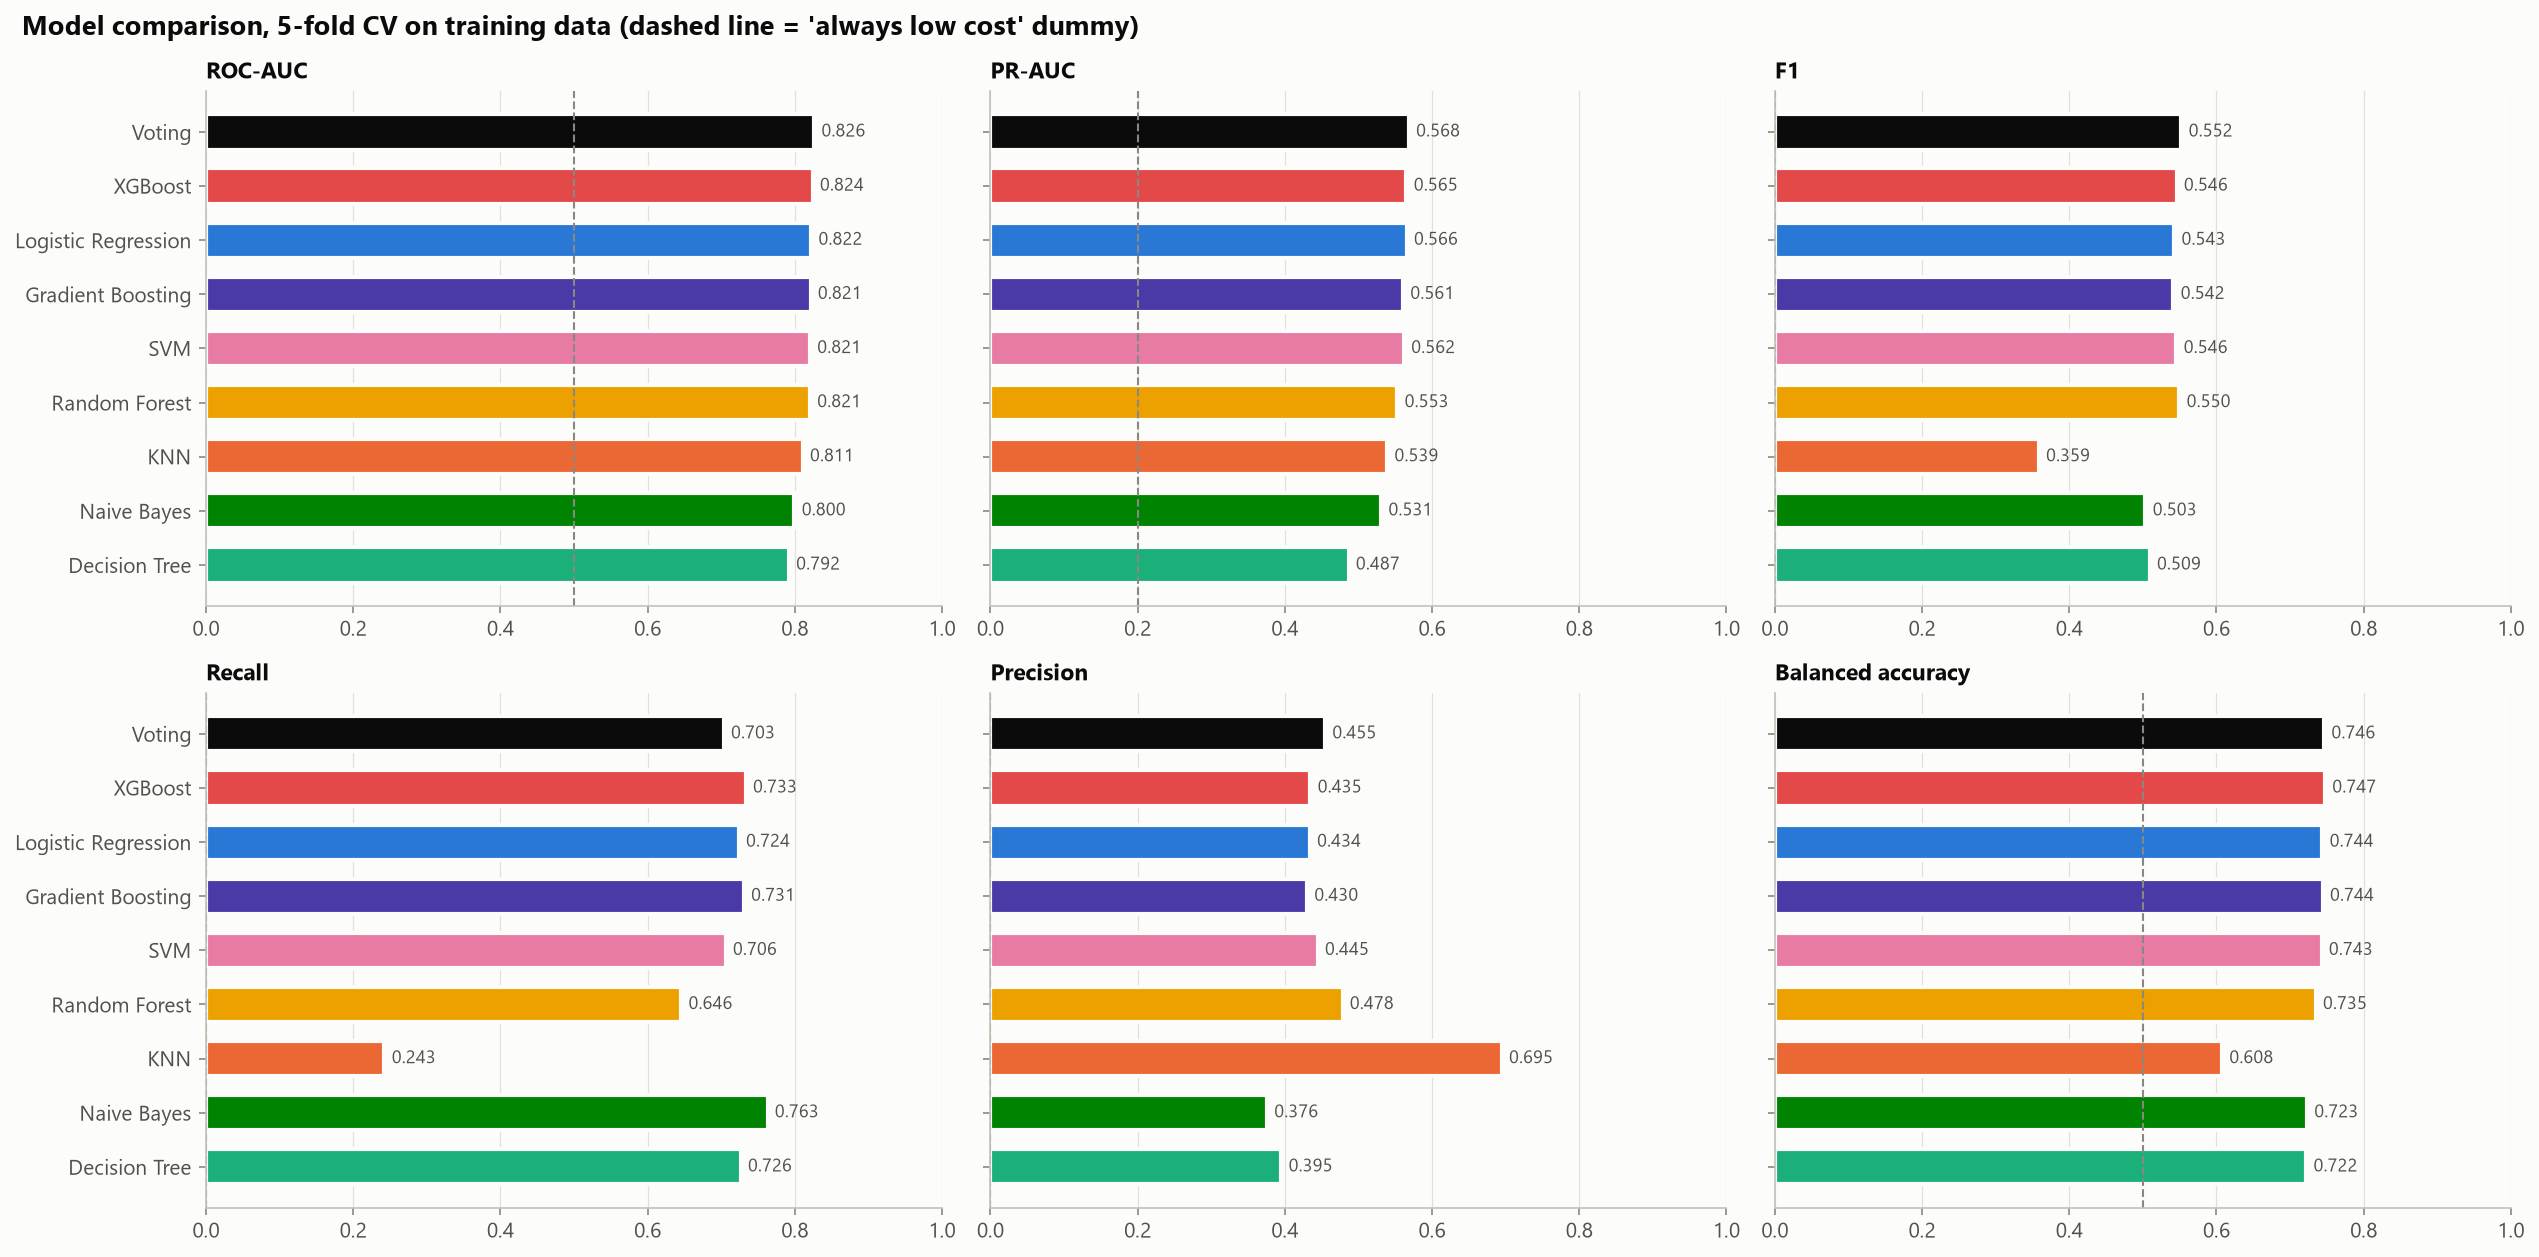 Model comparison, 5-fold CV on training data (dashed line = 'always low cost' dummy)
ROC-AUC
Voting 0.826
XGBoost 0.824
Logistic Regression 0.822
Gradient Boosting 0.821
SVM 0.821
Random Forest 0.821
KNN 0.811
Naive Bayes 0.800
Decision Tree 0.792
0.0 0.2 0.4 0.6 0.8 1.0
PR-AUC
0.568
0.565
0.566
0.561
0.562
0.553
0.539
0.531
0.487
0.0 0.2 0.4 0.6 0.8 1.0
F1
0.552
0.546
0.543
0.542
0.546
0.550
0.359
0.503
0.509
0.0 0.2 0.4 0.6 0.8 1.0
Recall
Voting 0.703
XGBoost 0.733
Logistic Regression 0.724
Gradient Boosting 0.731
SVM 0.706
Random Forest 0.646
KNN 0.243
Naive Bayes 0.763
Decision Tree 0.726
0.0 0.2 0.4 0.6 0.8 1.0
Precision
0.455
0.435
0.434
0.430
0.445
0.478
0.695
0.376
0.395
0.0 0.2 0.4 0.6 0.8 1.0
Balanced accuracy
0.746
0.747
0.744
0.744
0.743
0.735
0.608
0.723
0.722
0.0 0.2 0.4 0.6 0.8 1.0